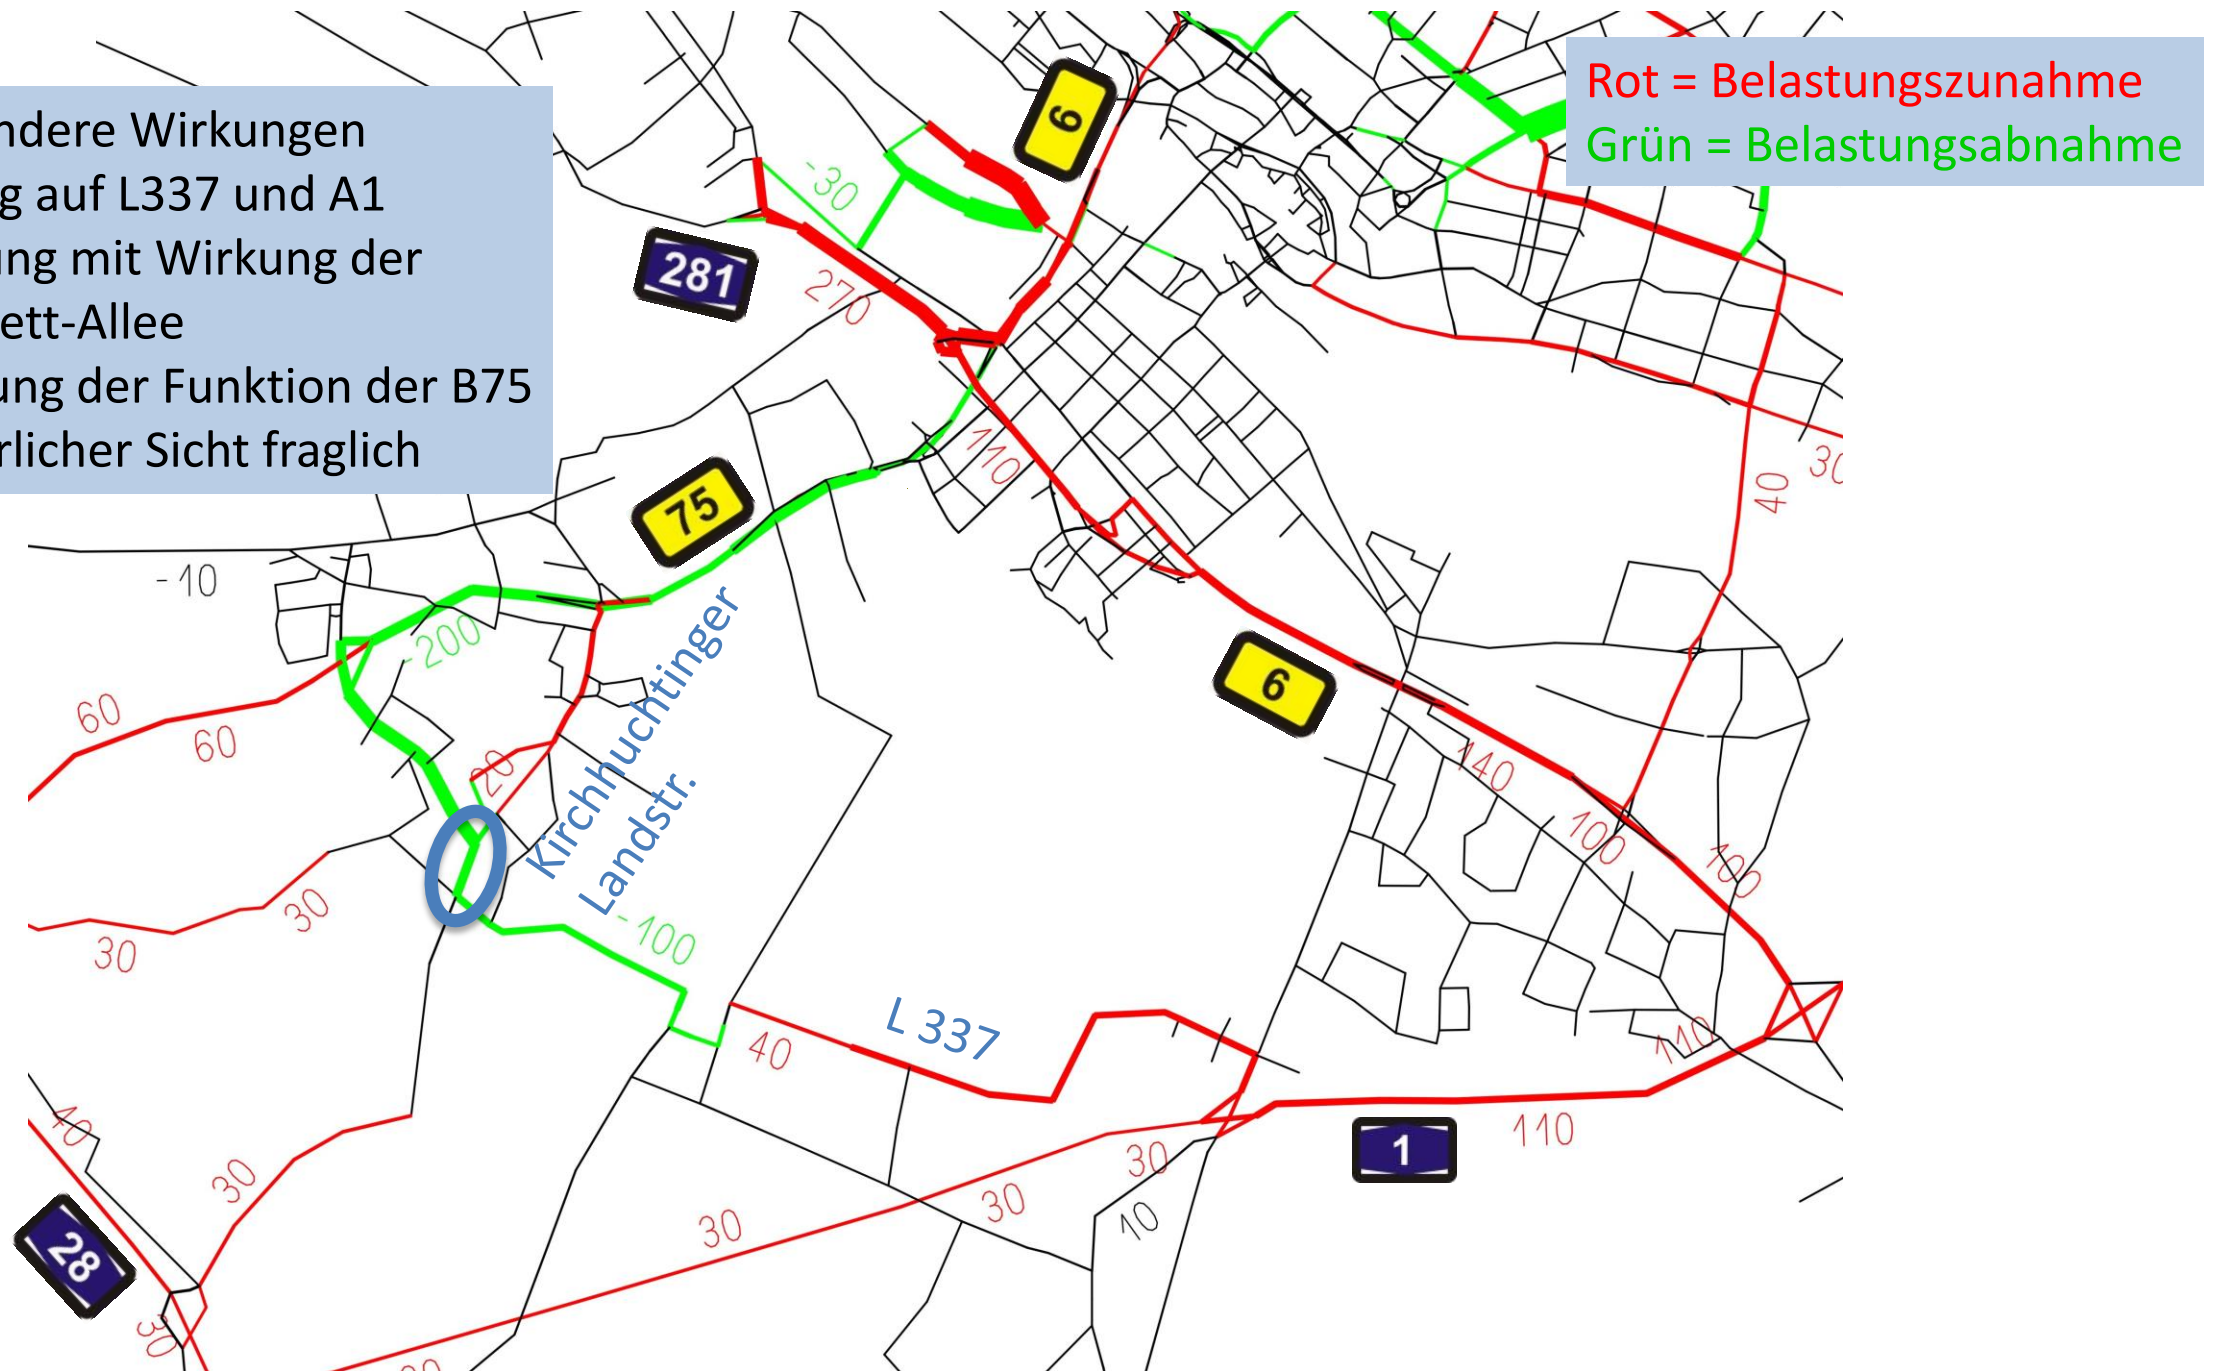 ndere Wirkungen
g auf L337 und A1
ung mit Wirkung der
ett-Allee
ung der Funktion der B75
rlicher Sicht fraglich
Rot = Belastungszunahme
Grün = Belastungsabnahme
6
-30
281
270
110
75
-10
-200
60
60
20
Kirchhuchtinger
Landstr.
6
40
30
140
100
100
30
30
-100
L 337
40
110
110
1
30
30
30
10
40
30
28
30